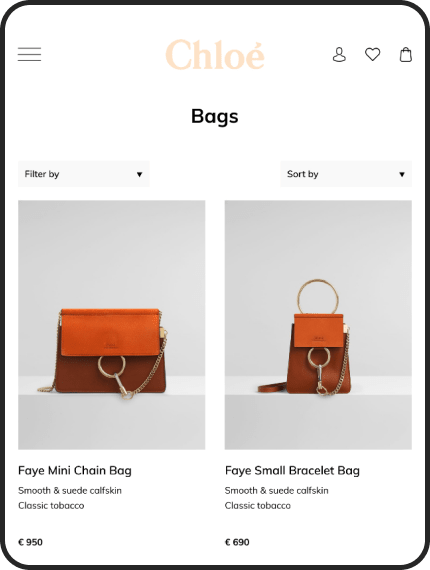 Chloé
Bags
Filter by
Sort by
Faye Mini Chain Bag
Smooth & suede calfskin
Classic tobacco
€ 950
Faye Small Bracelet Bag
Smooth & suede calfskin
Classic tobacco
€ 690